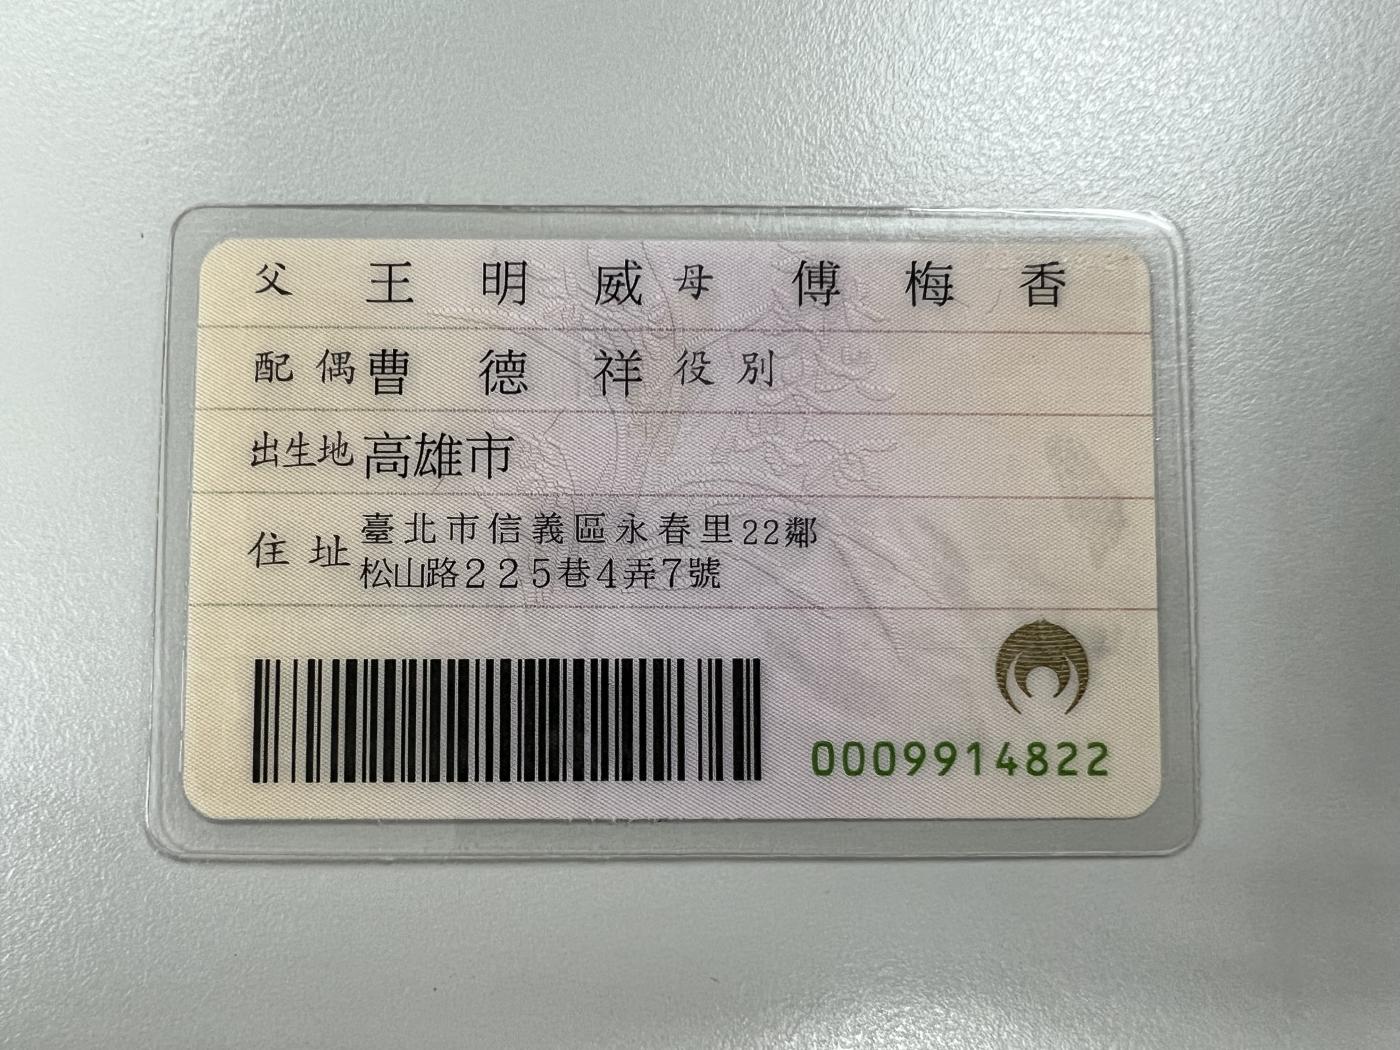 父 王明威 母 傅梅香
配偶 曹德祥 役別
出生地 高雄市
住址 臺北市信義區永春里22鄰
松山路225巷4弄7號
0009914822